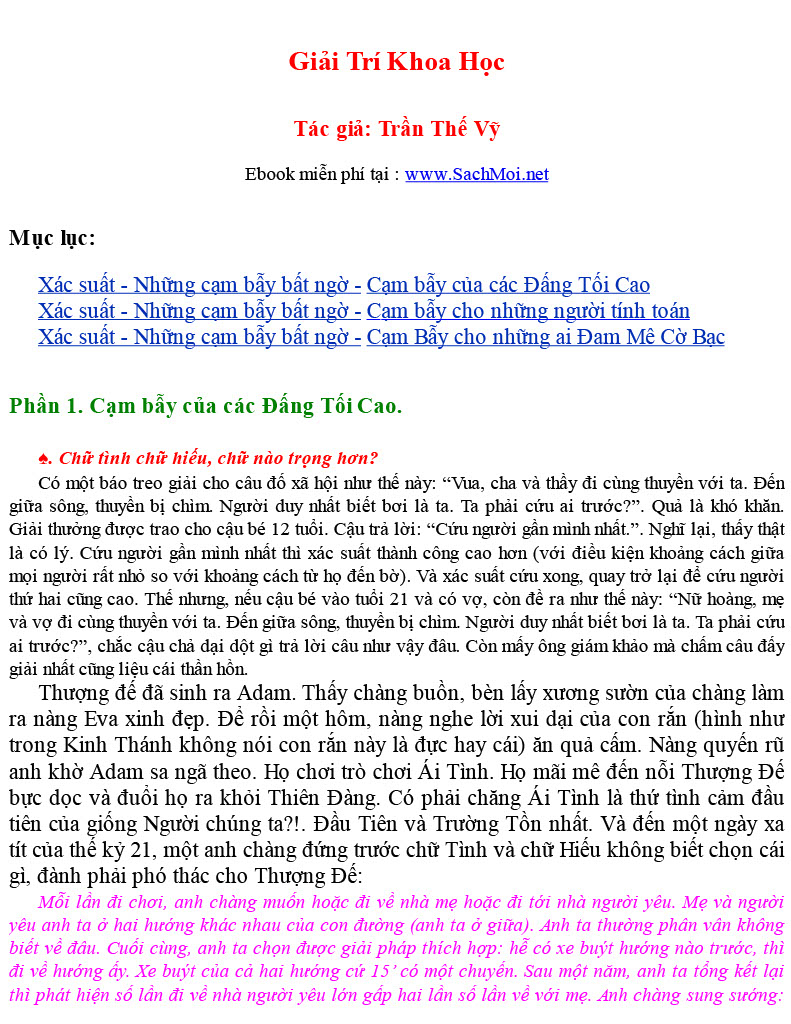 Giải Trí Khoa Học
Tác giả: Trần Thế Vỹ
Ebook miễn phí tại : www.SachMoi.net
Mục lục:
Xác suất - Những cạm bẫy bất ngờ - Cạm bẫy của các Đấng Tối Cao
Xác suất - Những cạm bẫy bất ngờ - Cạm bẫy cho những người tính toán
Xác suất - Những cạm bẫy bất ngờ - Cạm Bẫy cho những ai Đam Mê Cờ Bạc
Phần 1. Cạm bẫy của các Đấng Tối Cao.
♠. Chữ tình chữ hiếu, chữ nào trọng hơn?
Có một báo treo giải cho câu đố xã hội như thế này: “Vua, cha và thầy đi cùng thuyền với ta. Đến
giữa sông, thuyền bị chìm. Người duy nhất biết bơi là ta. Ta phải cứu ai trước?”. Quả là khó khăn.
Giải thưởng được trao cho cậu bé 12 tuổi. Cậu trả lời: “Cứu người gần mình nhất.”. Nghĩ lại, thấy thật
là có lý. Cứu người gần mình nhất thì xác suất thành công cao hơn (với điều kiện khoảng cách giữa
mọi người rất nhỏ so với khoảng cách từ họ đến bờ). Và xác suất cứu xong, quay trở lại để cứu người
thứ hai cũng cao. Thế nhưng, nếu cậu bé vào tuổi 21 và có vợ, còn đề ra như thế này: “Nữ hoàng, mẹ
và vợ đi cùng thuyền với ta. Đến giữa sông, thuyền bị chìm. Người duy nhất biết bơi là ta. Ta phải cứu
ai trước?”, chắc cậu chả dại dột gì trả lời câu như vậy đâu. Còn mấy ông giám khảo mà chấm câu đấy
giải nhất cũng liệu cái thần hồn.
Thượng đế đã sinh ra Adam. Thấy chàng buồn, bèn lấy xương sườn của chàng làm
ra nàng Eva xinh đẹp. Để rồi một hôm, nàng nghe lời xui dại của con rắn (hình như
trong Kinh Thánh không nói con rắn này là đực hay cái) ăn quả cấm. Nàng quyến rũ
anh khờ Adam sa ngã theo. Họ chơi trò chơi Ái Tình. Họ mãi mê đến nỗi Thượng Đế
bực dọc và đuổi họ ra khỏi Thiên Đàng. Có phải chăng Ái Tình là thứ tình cảm đầu
tiên của giống Người chúng ta?!. Đầu Tiên và Trường Tồn nhất. Và đến một ngày xa
tít của thế kỷ 21, một anh chàng đứng trước chữ Tình và chữ Hiếu không biết chọn cái
gì, đành phải phó thác cho Thượng Đế:
Mỗi lần đi chơi, anh chàng muốn hoặc đi về nhà mẹ hoặc đi tới nhà người yêu. Mẹ và người
yêu anh ta ở hai hướng khác nhau của con đường (anh ta ở giữa). Anh ta thường phân vân không
biết về đâu. Cuối cùng, anh ta chọn được giải pháp thích hợp: hễ có xe buýt hướng nào trước, thì
đi về hướng ấy. Xe buýt của cả hai hướng cứ 15’ có một chuyến. Sau một năm, anh ta tổng kết lại
thì phát hiện số lần đi về nhà người yêu lớn gấp hai lần số lần về với mẹ. Anh chàng sung sướng: